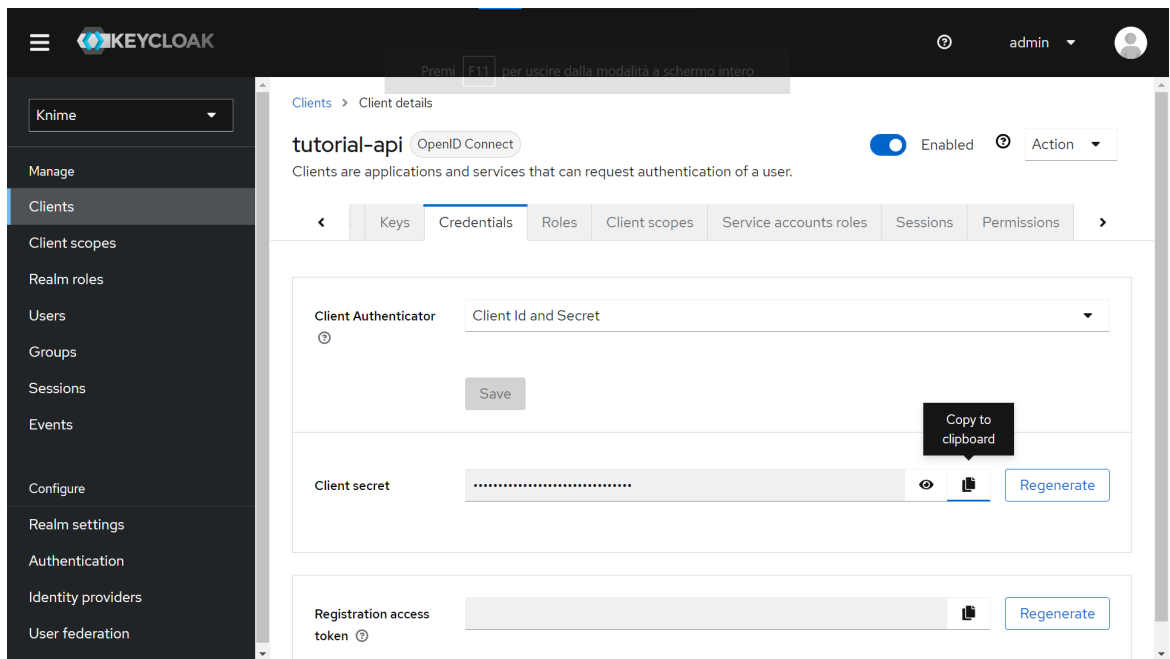 KEYCLOAK
admin
Premi F11 per uscire dalla modalità a schermo intero
Knime
Manage
Clients
Client scopes
Realm roles
Users
Groups
Sessions
Events
Configure
Realm settings
Authentication
Identity providers
User federation
Clients > Client details
tutorial-api OpenID Connect
Enabled
Action
Clients are applications and services that can request authentication of a user.
Keys
Credentials
Roles
Client scopes
Service accounts roles
Sessions
Permissions
Client Authenticator
Client Id and Secret
Save
Copy to
clipboard
Client secret
••••••••••••••••••••••••••••••••
Regenerate
Registration access
token
Regenerate